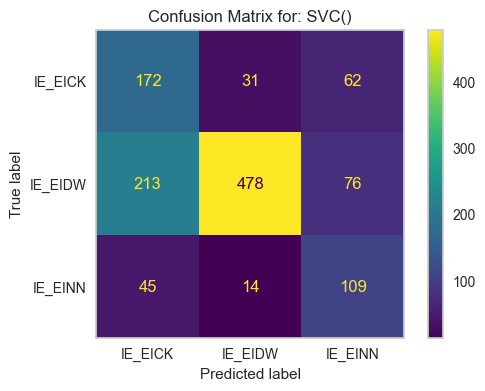 Confusion Matrix for: SVC()
True label
IE_EICK 172 31 62
IE_EIDW 213 478 76
IE_EINN 45 14 109
IE_EICK IE_EIDW IE_EINN
Predicted label
400
300
200
100